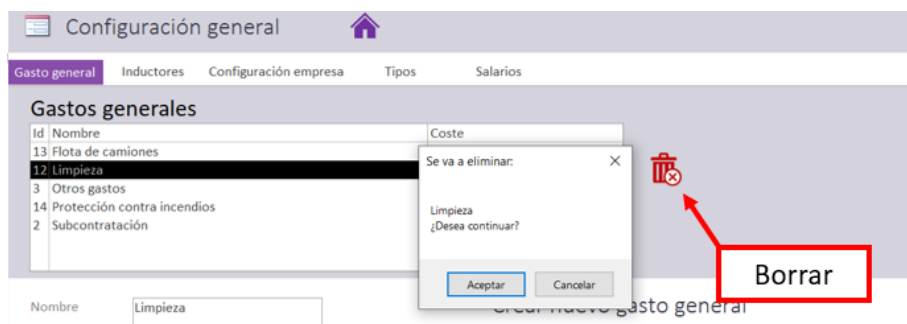 Configuración general
Gasto general Inductores Configuración empresa Tipos Salarios
Gastos generales
Id Nombre Coste
13 Flota de camiones
12 Limpieza
3 Otros gastos
14 Protección contra incendios
2 Subcontratación
Se va a eliminar:
Limpieza
¿Desea continuar?
Aceptar Cancelar
Borrar
Nombre Limpieza
Crear nuevo gasto general